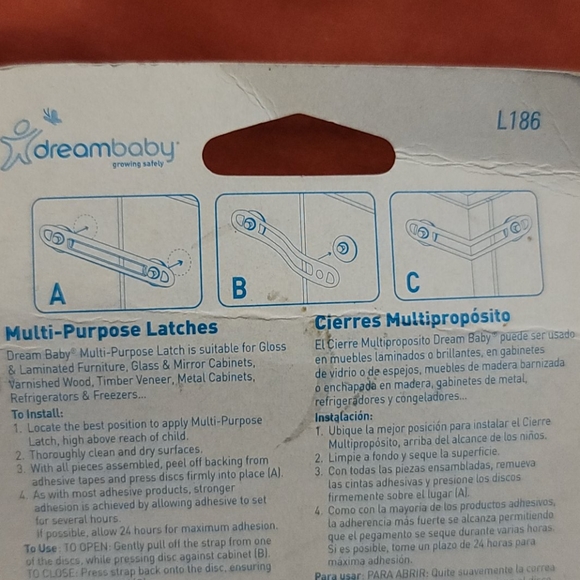 L186
dreambaby®
growing safely™
A
B
C
Multi-Purpose Latches
Dream Baby® Multi-Purpose Latch is suitable for Gloss
& Laminated Furniture, Glass & Mirror Cabinets,
Varnished Wood, Timber Veneer, Metal Cabinets,
Refrigerators & Freezers...
To Install:
1. Locate the best position to apply Multi-Purpose
Latch, high above reach of child.
2. Thoroughly clean and dry surfaces.
3. With all pieces assembled, peel off backing from
adhesive tapes and press discs firmly into place (A).
4. As with most adhesive products, stronger
adhesion is achieved by allowing adhesive to set
for several hours.
If possible, allow 24 hours for maximum adhesion.
To Use: TO OPEN: Gently pull off the strap from one
of the discs, while pressing disc against cabinet (B).
TO CLOSE: Press strap back onto the disc, ensuring
Cierres Multipropósito
El Cierre Multiproposito Dream Baby™ puede ser usado
en muebles laminados o brillantes, en gabinetes
de vidrio o de espejos, muebles de madera barnizada
o enchapada en madera, gabinetes de metal,
refrigeradores y congeladores...
Instalación:
1. Ubique la mejor posición para instalar el Cierre
Multipropósito, arriba del alcance de los niños.
2. Limpie a fondo y seque la superficie.
3. Con todas las piezas ensambladas, remueva
las cintas adhesivas y presione los discos
firmemente sobre el lugar (A).
4. Como con la mayoría de los productos adhesivos,
la adherencia más fuerte se alcanza permitiendo
que el pegamento se seque durante varias horas.
Si es posible, tome un plazo de 24 horas para
máxima adhesión.
Para usar: PARA ABRIR: Quite suavemente la correa